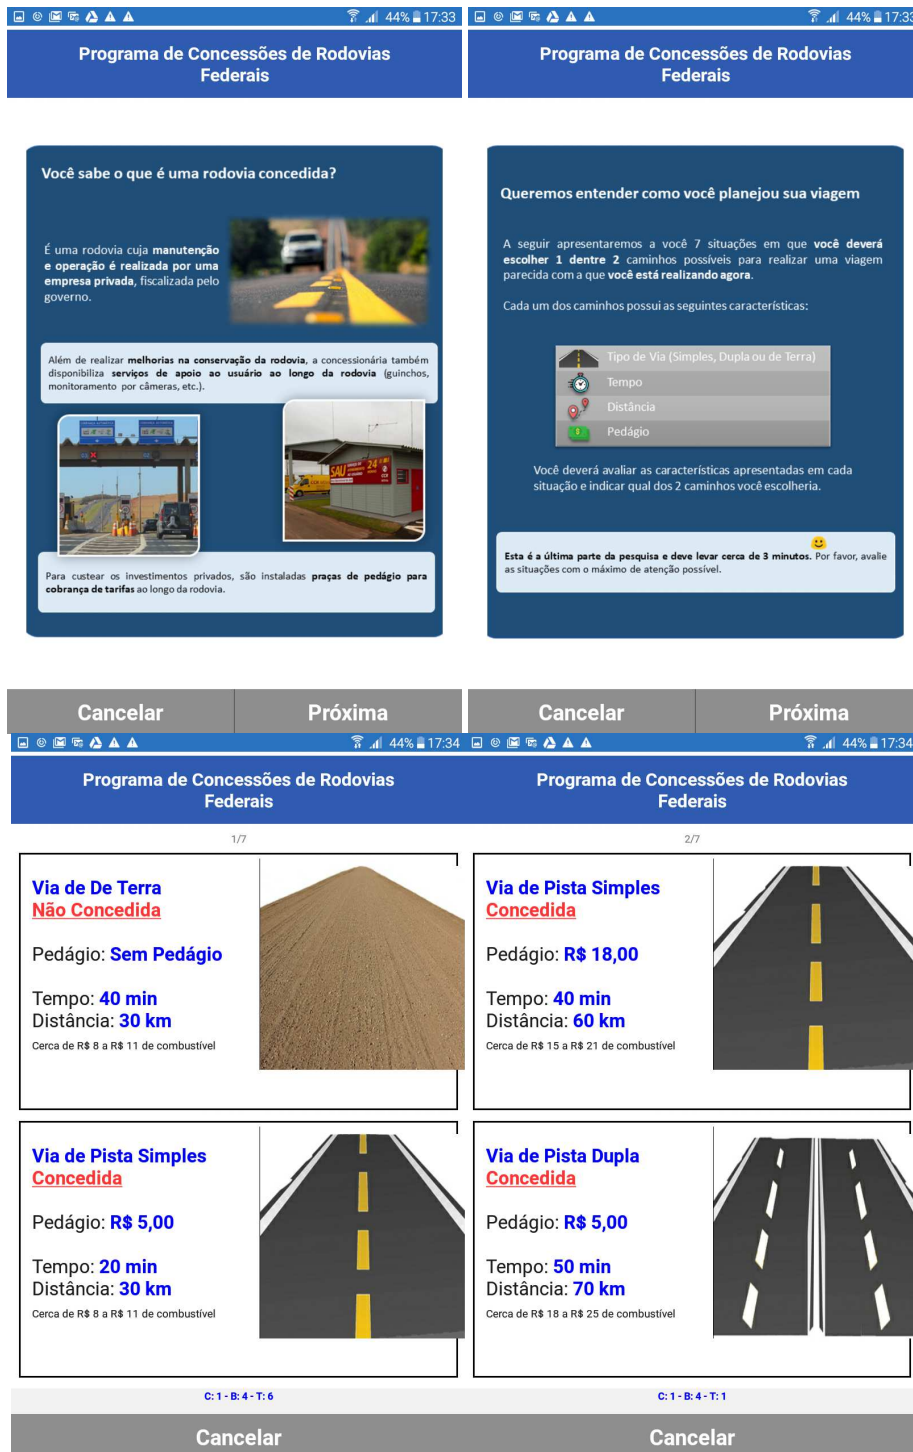 44% 17:33
Programa de Concessões de Rodovias
Federais
Você sabe o que é uma rodovia concedida?
É uma rodovia cuja manutenção
e operação é realizada por uma
empresa privada, fiscalizada pelo
governo.
Além de realizar melhorias na conservação da rodovia, a concessionária também
disponibiliza serviços de apoio ao usuário ao longo da rodovia (guinchos,
monitoramento por câmeras, etc.).
SAU
24
Para custear os investimentos privados, são instaladas praças de pedágio para
cobrança de tarifas ao longo da rodovia.
Cancelar
Próxima
44% 17:33
Programa de Concessões de Rodovias
Federais
Queremos entender como você planejou sua viagem
A seguir apresentaremos a você 7 situações em que você deverá
escolher 1 dentre 2 caminhos possíveis para realizar uma viagem
parecida com a que você está realizando agora.
Cada um dos caminhos possui as seguintes características:
Tipo de Via (Simples, Dupla ou de Terra)
Tempo
Distância
Pedágio
Você deverá avaliar as características apresentadas em cada
situação e indicar qual dos 2 caminhos você escolheria.
Esta é a última parte da pesquisa e deve levar cerca de 3 minutos. Por favor, avalie
as situações com o máximo de atenção possível.
Cancelar
Próxima
44% 17:34
Programa de Concessões de Rodovias
Federais
1/7
Via de De Terra
Não Concedida
Pedágio: Sem Pedágio
Tempo: 40 min
Distância: 30 km
Cerca de R$ 8 a R$ 11 de combustível
Via de Pista Simples
Concedida
Pedágio: R$ 5,00
Tempo: 20 min
Distância: 30 km
Cerca de R$ 8 a R$ 11 de combustível
C: 1 - B: 4 - T: 6
Cancelar
44% 17:34
Programa de Concessões de Rodovias
Federais
2/7
Via de Pista Simples
Concedida
Pedágio: R$ 18,00
Tempo: 40 min
Distância: 60 km
Cerca de R$ 15 a R$ 21 de combustível
Via de Pista Dupla
Concedida
Pedágio: R$ 5,00
Tempo: 50 min
Distância: 70 km
Cerca de R$ 18 a R$ 25 de combustível
C: 1 - B: 4 - T: 1
Cancelar